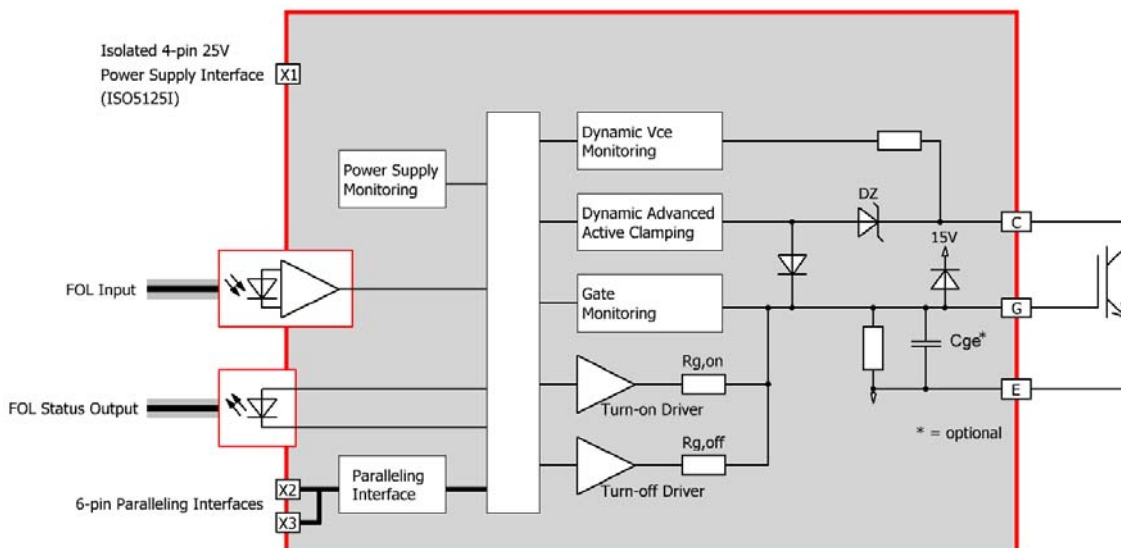 Isolated 4-pin 25V
Power Supply Interface
(ISO5125I)
X1
Dynamic Vce
Monitoring
Power Supply
Monitoring
DZ
Dynamic Advanced
Active Clamping
C
15V
FOL Input
Gate
Monitoring
G
Cge*
Rg,on
E
FOL Status Output
Turn-on Driver
* = optional
Rg,off
Paralleling
Interface
X2
6-pin Paralleling Interfaces
Turn-off Driver
X3